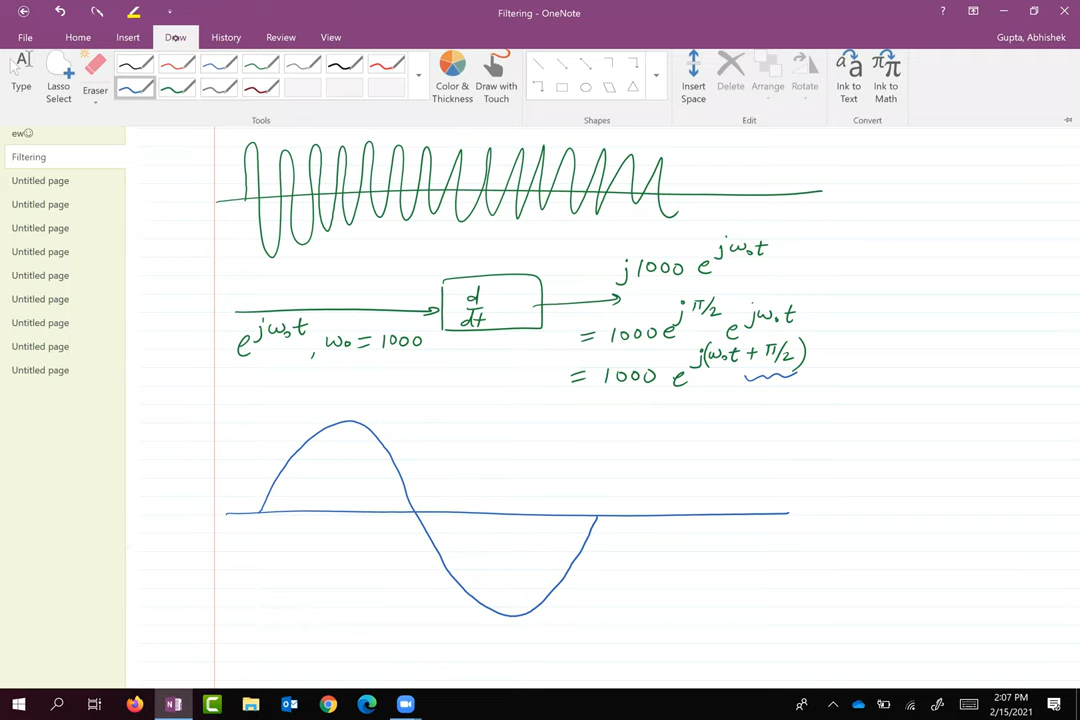 Filtering - OneNote
?
File Home Insert Draw History Review View
Gupta, Abhishek
Type
Lasso Select
Eraser
Color & Thickness
Draw with Touch
Insert Space
Delete
Arrange
Rotate
Ink to Text
Ink to Math
Tools
Shapes
Edit
Convert
ew☺
Filtering
Untitled page
Untitled page
Untitled page
Untitled page
Untitled page
Untitled page
Untitled page
Untitled page
Untitled page
j1000 e^{jω₀t}
d/dt
e^{jω₀t}, ω₀ = 1000
= 1000 e^{jπ/2} e^{jω₀t}
= 1000 e^{j(ω₀t + π/2)}
2:07 PM
2/15/2021